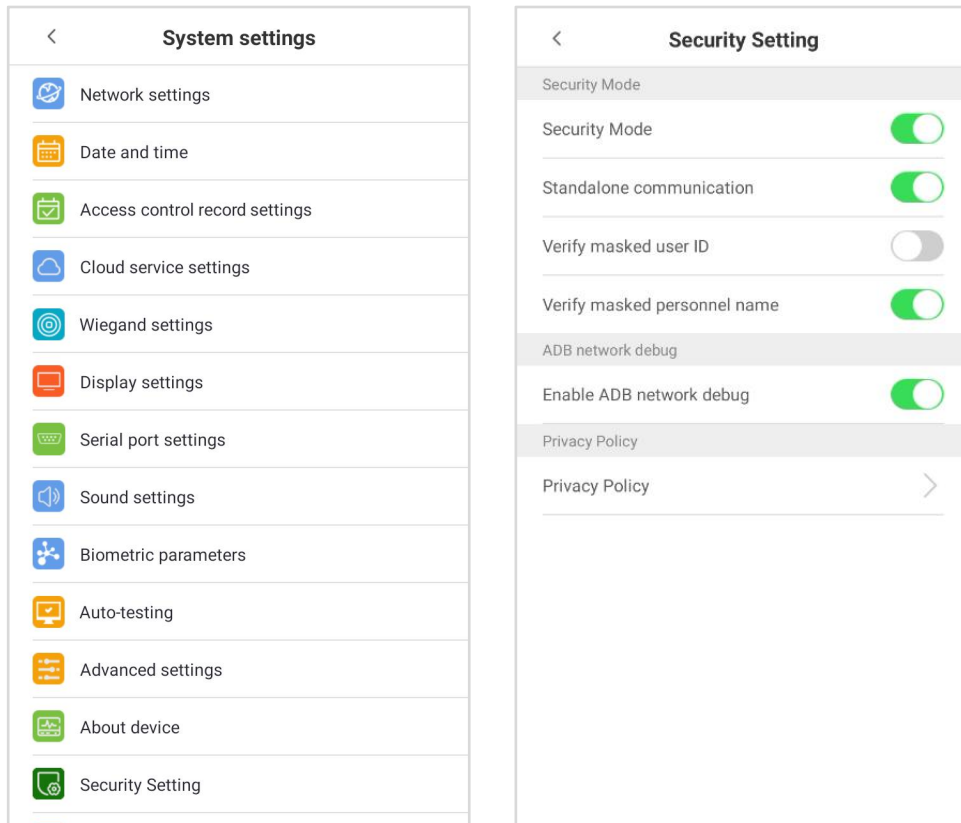 System settings
Network settings
Date and time
Access control record settings
Cloud service settings
Wiegand settings
Display settings
Serial port settings
Sound settings
Biometric parameters
Auto-testing
Advanced settings
About device
Security Setting
Security Setting
Security Mode
Security Mode
Standalone communication
Verify masked user ID
Verify masked personnel name
ADB network debug
Enable ADB network debug
Privacy Policy
Privacy Policy